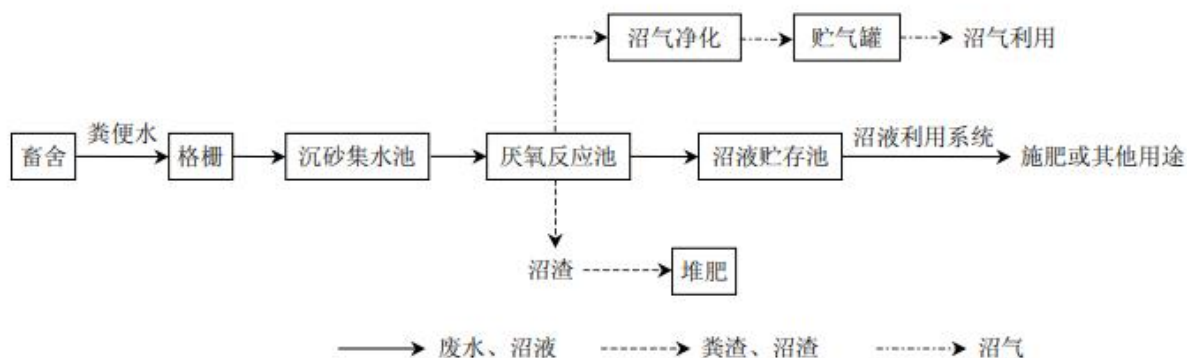 沼气净化
贮气罐
沼气利用
粪便水
沼液利用系统
畜舍
格栅
沉砂集水池
厌氧反应池
沼液贮存池
施肥或其他用途
沼渣
堆肥
废水、沼液
粪渣、沼渣
沼气